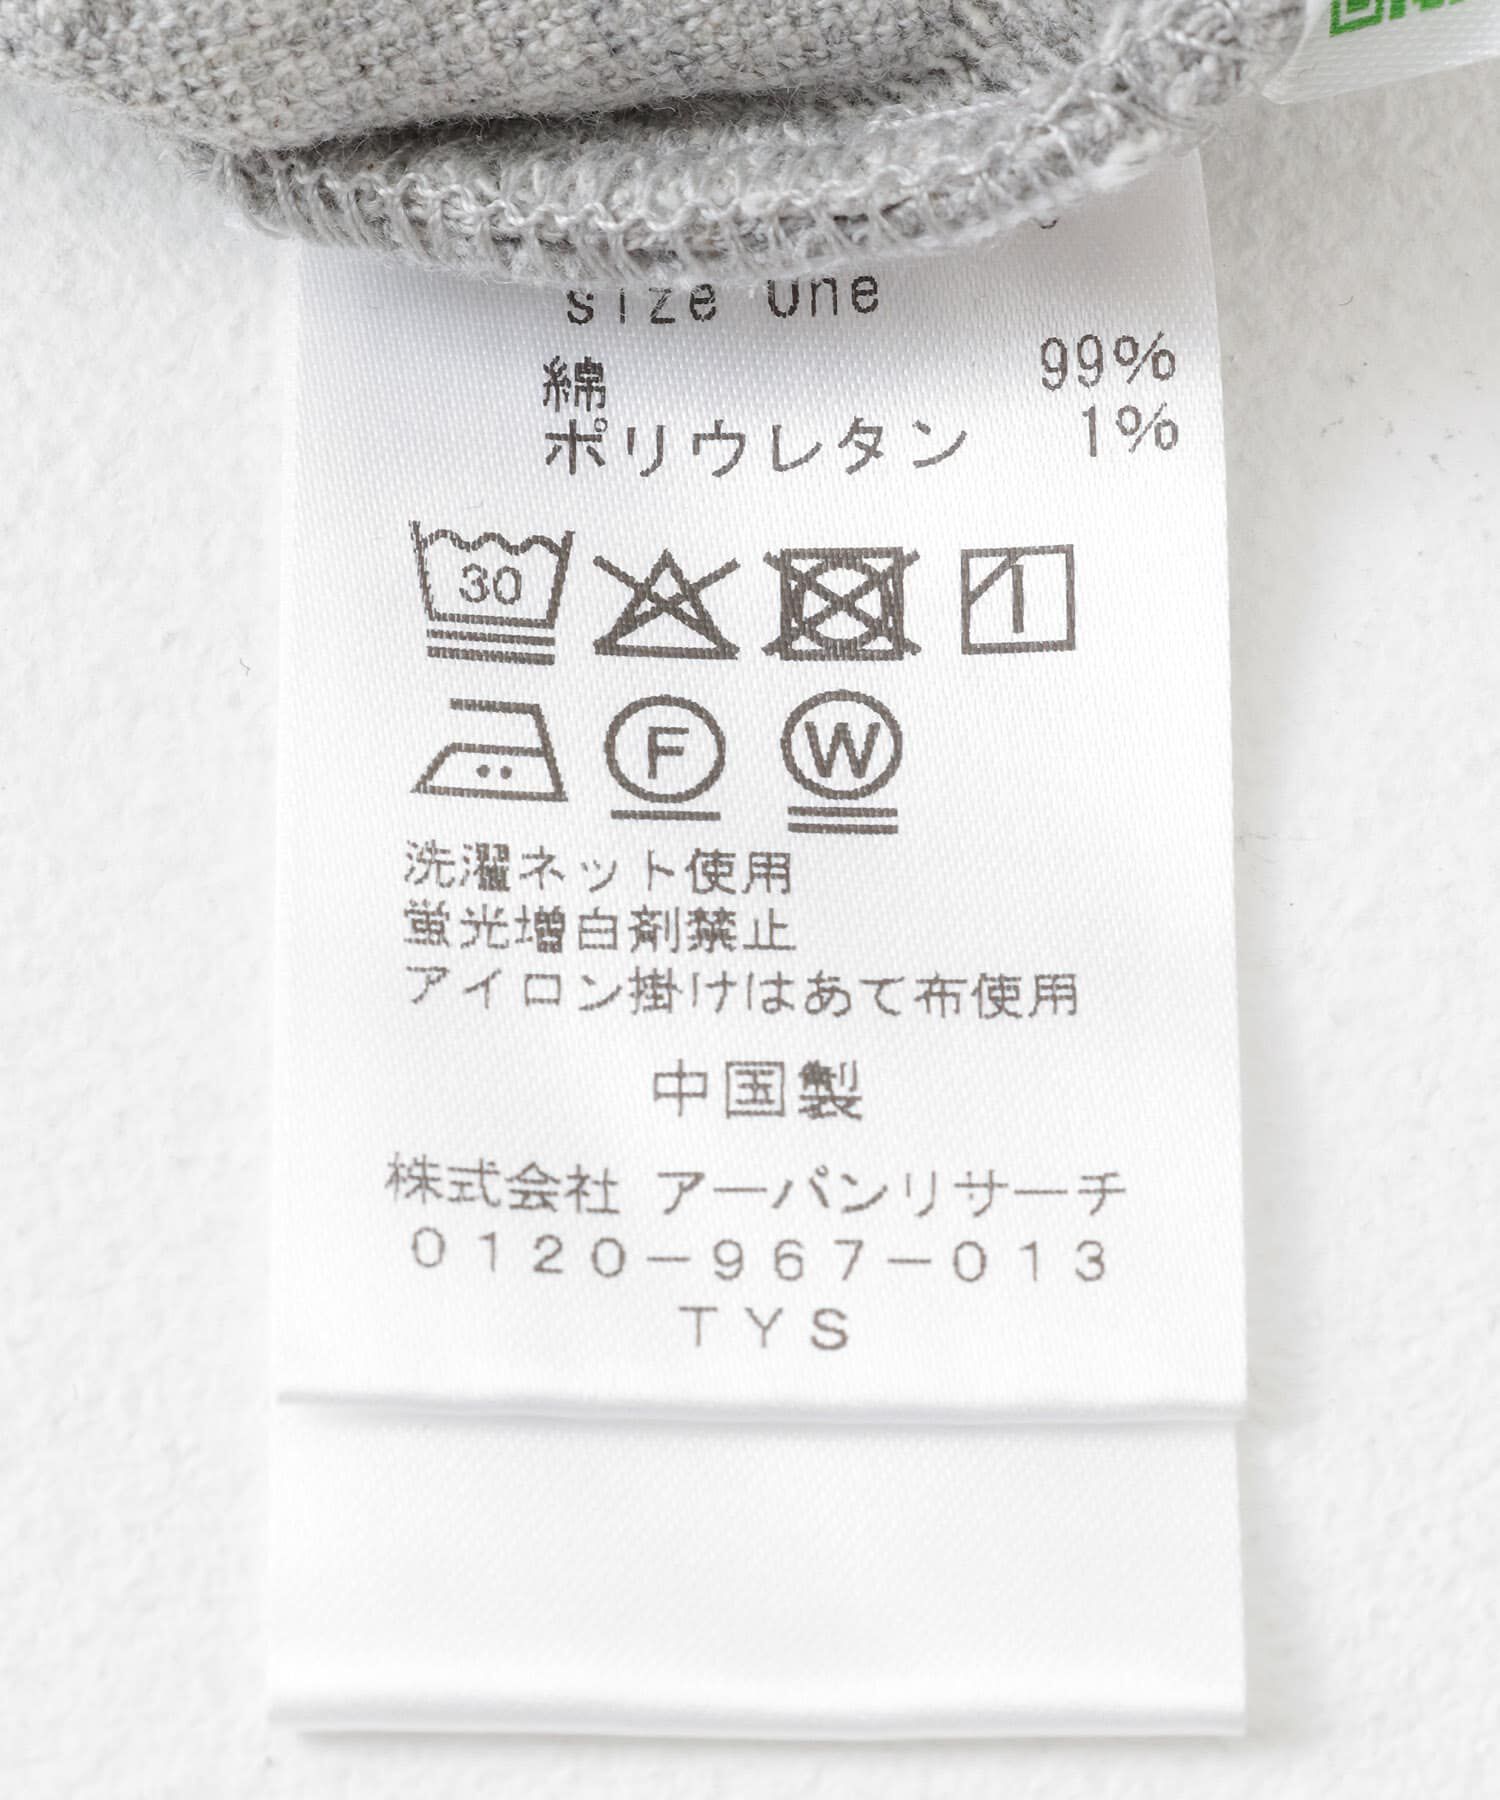 size One
綿 99%
ポリウレタン 1%
30
F W
洗濯ネット使用
蛍光増白剤禁止
アイロン掛けはあて布使用
中国製
株式会社 アーバンリサーチ
0120-967-013
TYS